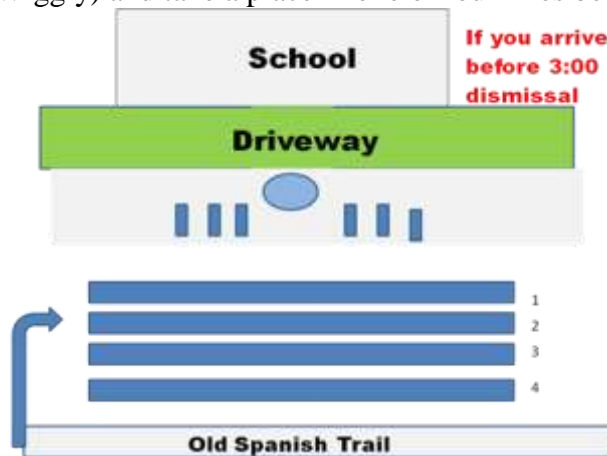 School
If you arrive
before 3:00
dismissal
Driveway
1
2
3
4
Old Spanish Trail